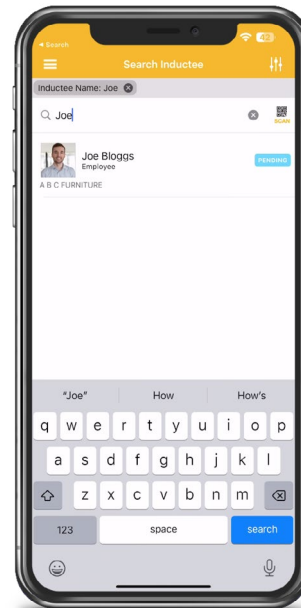 Search
Search Inductee
Inductee Name: Joe
Joe
SCAN
Joe Bloggs
Employee
PENDING
A B C FURNITURE
"Joe" How How's
q w e r t y u i o p
a s d f g h j k l
z x c v b n m
123 space search